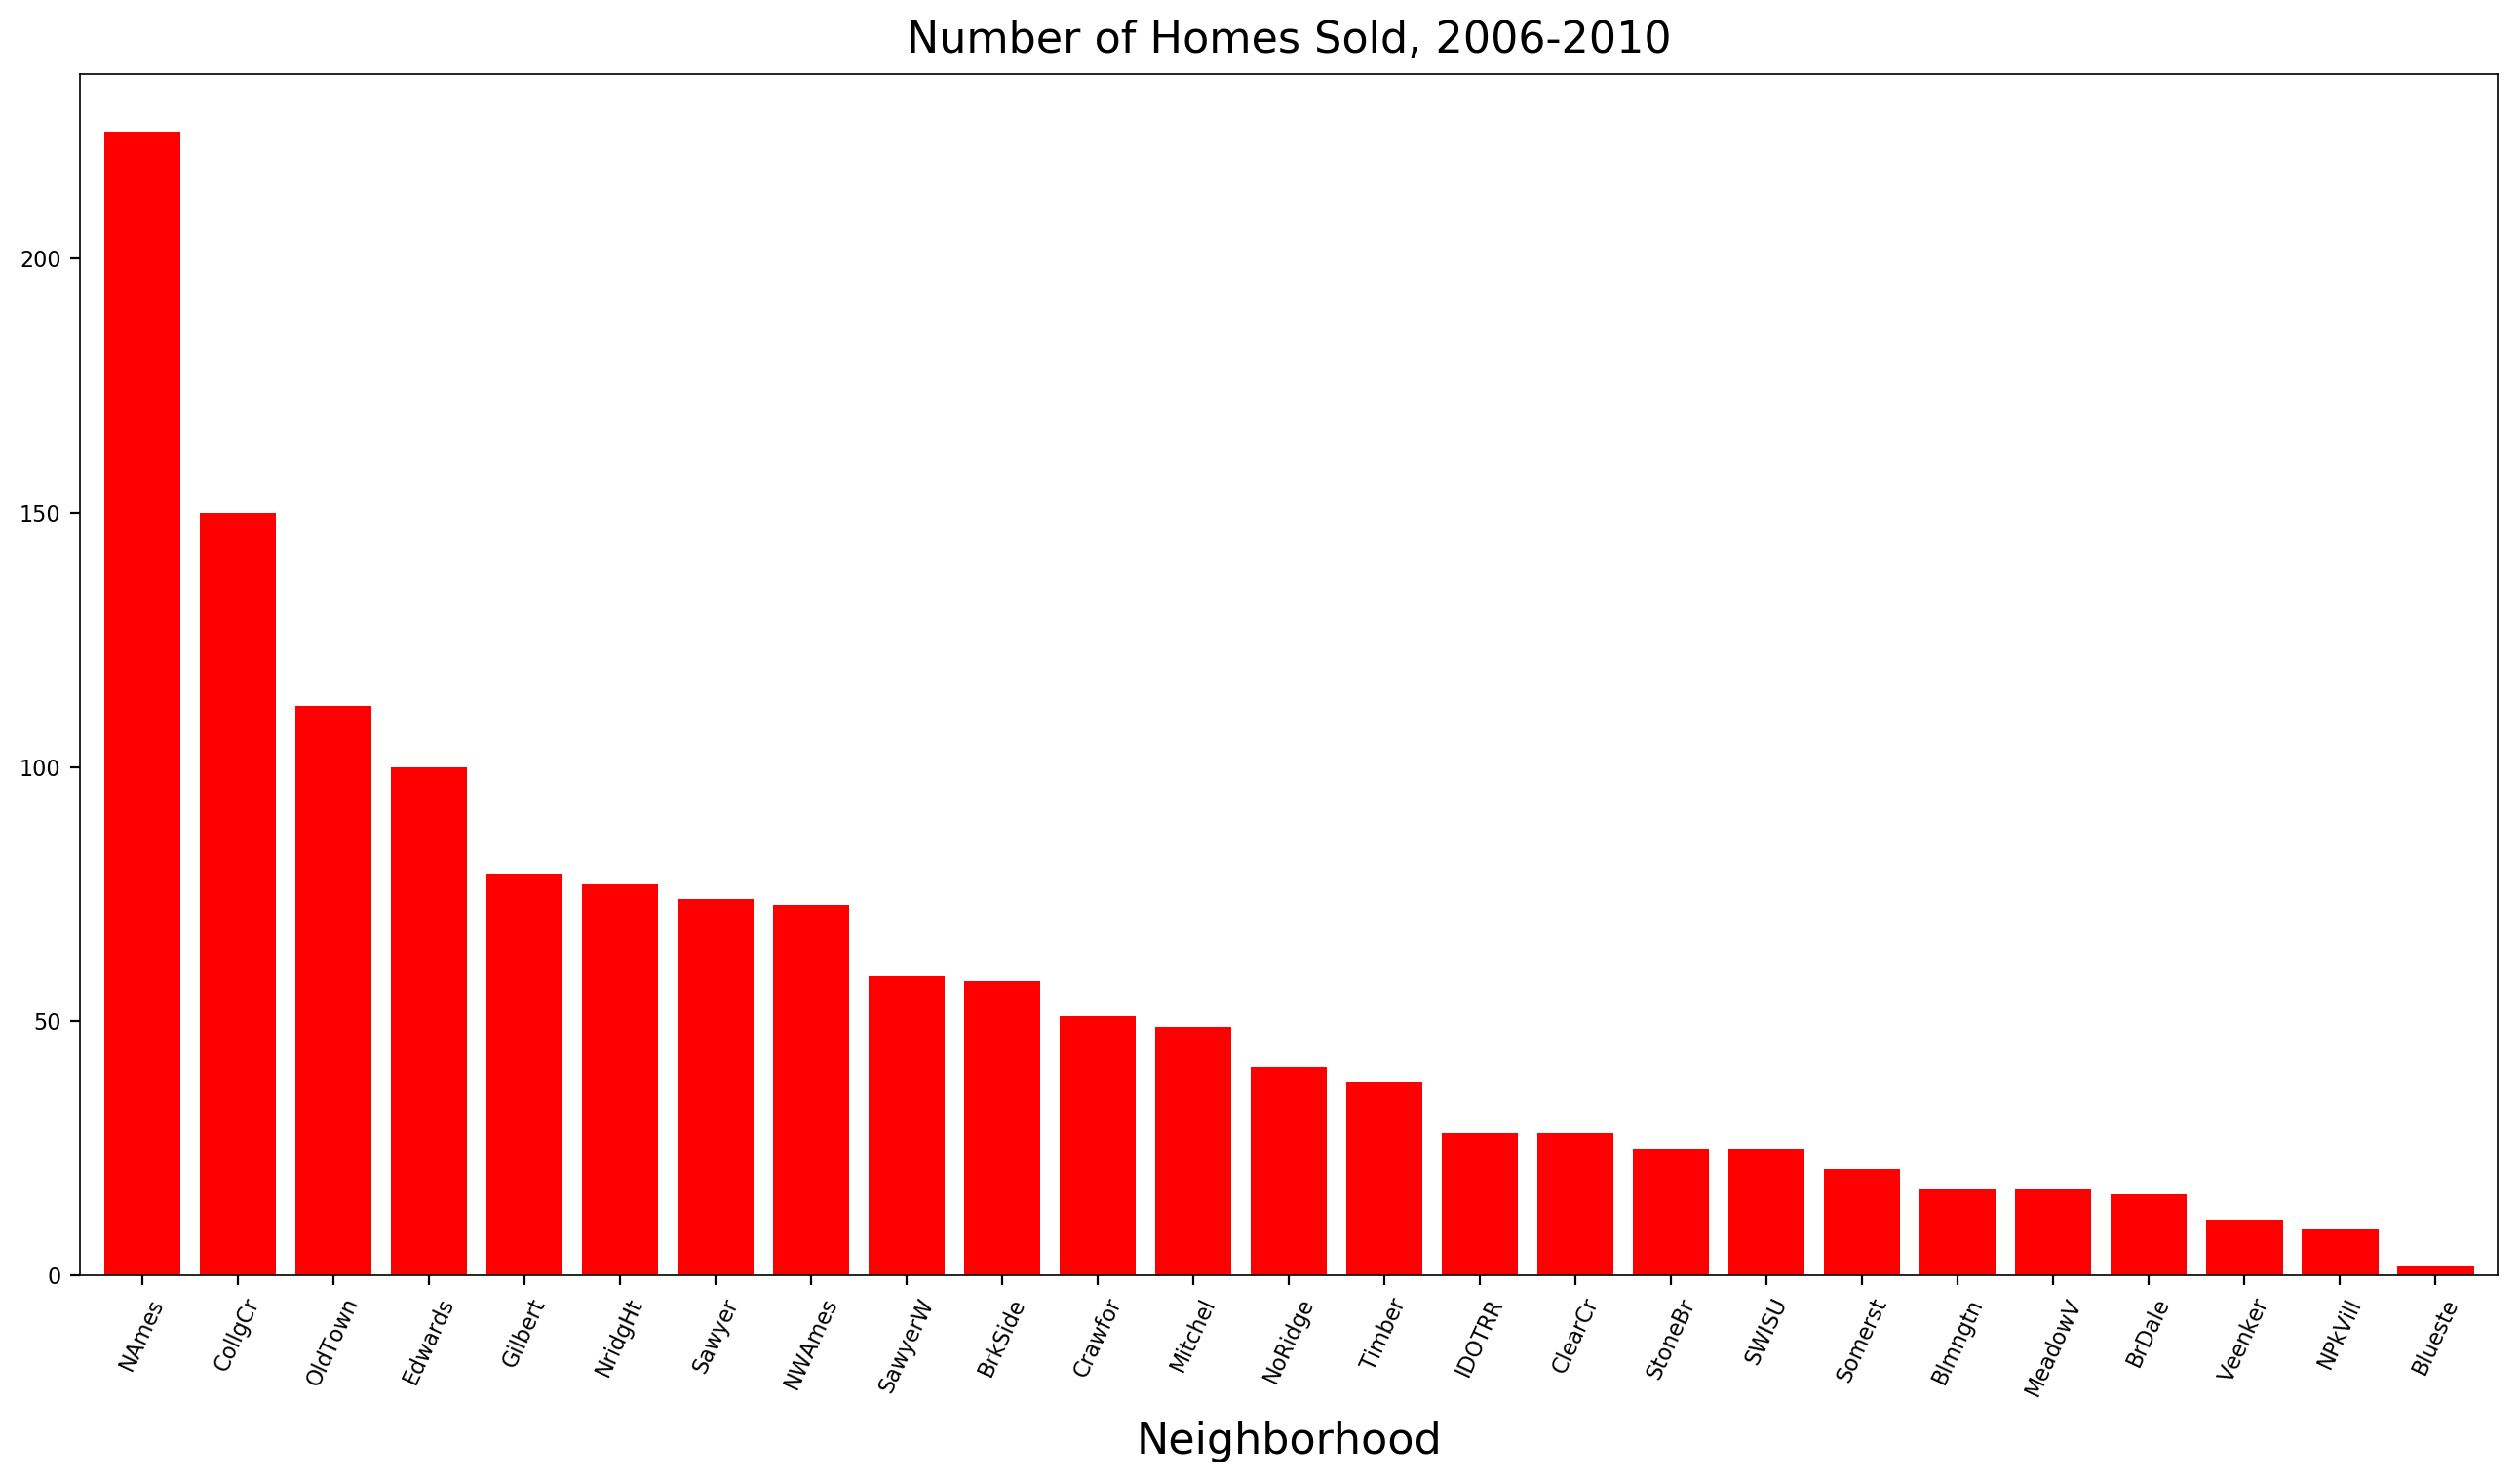 Number of Homes Sold, 2006-2010
200
150
100
50
0
NAmes
CollgCr
OldTown
Edwards
Gilbert
NridgHt
Sawyer
NWAmes
SawyerW
BrkSide
Crawfor
Mitchel
NoRidge
Timber
IDOTRR
ClearCr
StoneBr
SWISU
Somerst
Blmngtn
MeadowV
BrDale
Veenker
NPkVill
Blueste
Neighborhood